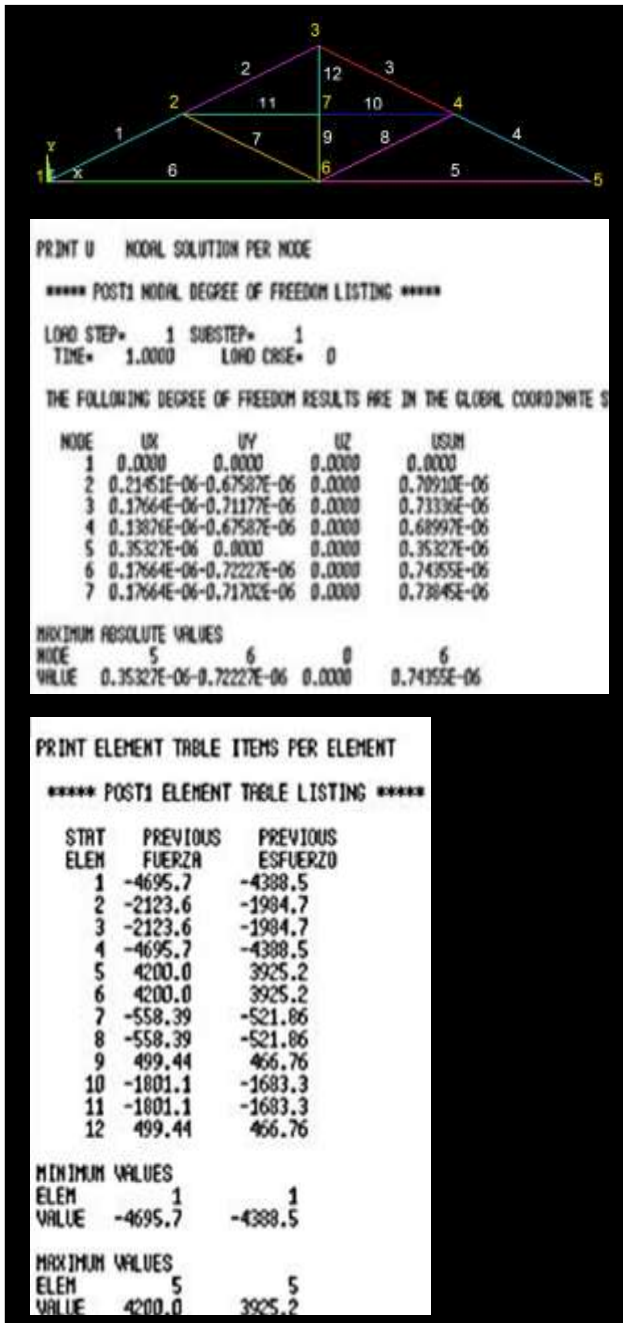 3
2 12 3
2 11 7 10 4
1 7 9 8 4
Y
1 X 6 6 5 5
PRINT U NODAL SOLUTION PER NODE
***** POST1 NODAL DEGREE OF FREEDOM LISTING *****
LOAD STEP= 1 SUBSTEP= 1
TIME= 1.0000 LOAD CASE= 0
THE FOLLOWING DEGREE OF FREEDOM RESULTS ARE IN THE GLOBAL COORDINATE S
NODE UX UY UZ USUM
1 0.0000 0.0000 0.0000 0.0000
2 0.21451E-06-0.67587E-06 0.0000 0.70910E-06
3 0.17664E-06-0.71177E-06 0.0000 0.73336E-06
4 0.13876E-06-0.67587E-06 0.0000 0.68997E-06
5 0.35327E-06 0.0000 0.0000 0.35327E-06
6 0.17664E-06-0.72227E-06 0.0000 0.74355E-06
7 0.17664E-06-0.71702E-06 0.0000 0.73845E-06
MAXIMUM ABSOLUTE VALUES
NODE 5 6 0 6
VALUE 0.35327E-06-0.72227E-06 0.0000 0.74355E-06
PRINT ELEMENT TABLE ITEMS PER ELEMENT
***** POST1 ELEMENT TABLE LISTING *****
STAT PREVIOUS PREVIOUS
ELEM FUERZA ESFUERZO
1 -4695.7 -4388.5
2 -2123.6 -1984.7
3 -2123.6 -1984.7
4 -4695.7 -4388.5
5 4200.0 3925.2
6 4200.0 3925.2
7 -558.39 -521.86
8 -558.39 -521.86
9 499.44 466.76
10 -1801.1 -1683.3
11 -1801.1 -1683.3
12 499.44 466.76
MINIMUM VALUES
ELEM 1 1
VALUE -4695.7 -4388.5
MAXIMUM VALUES
ELEM 5 5
VALUE 4200.0 3925.2